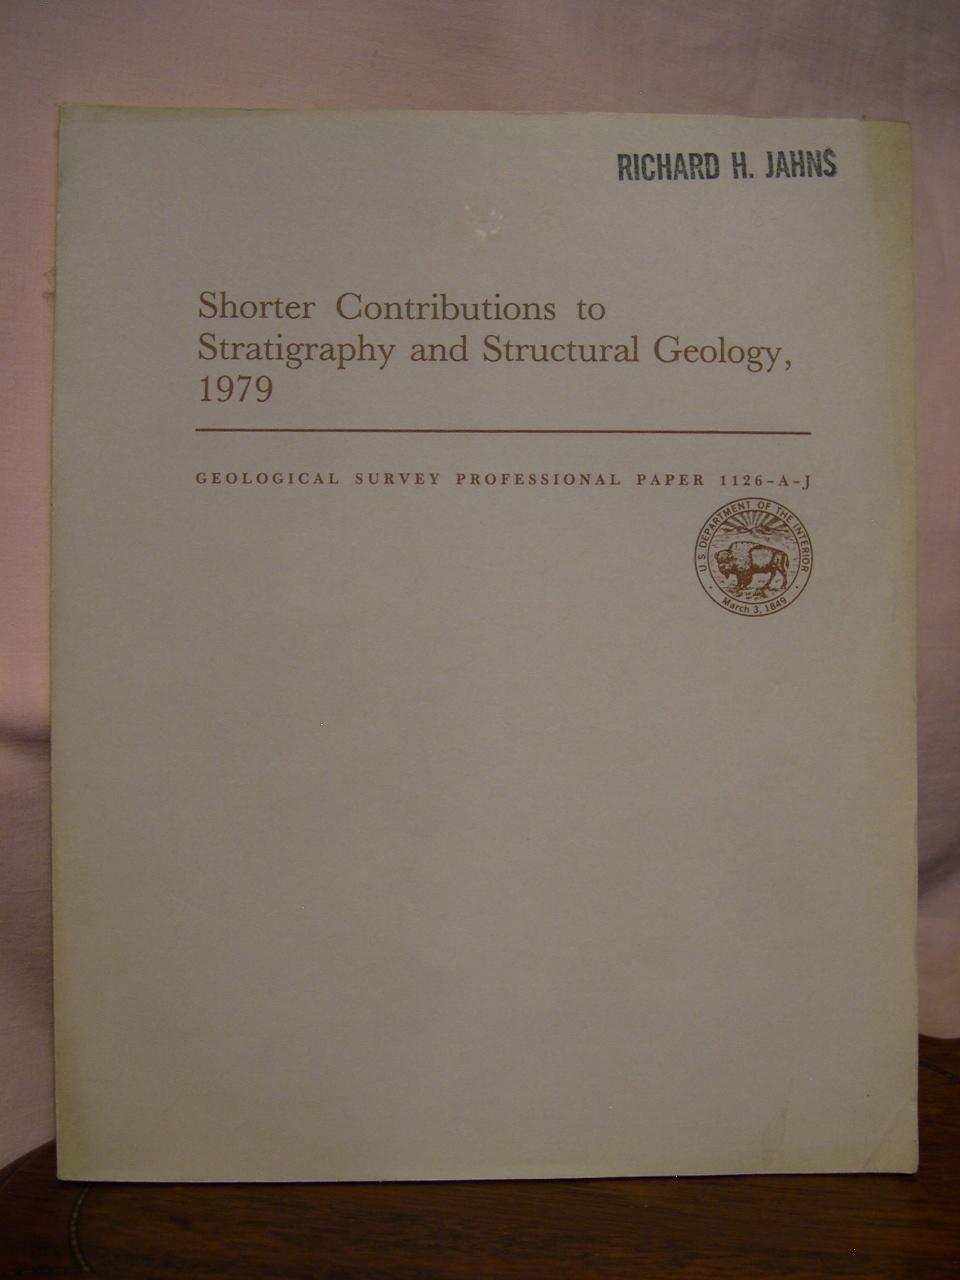 RICHARD H. JAHNS
Shorter Contributions to
Stratigraphy and Structural Geology,
1979
GEOLOGICAL SURVEY PROFESSIONAL PAPER 1126-A-J
U.S. DEPARTMENT OF THE INTERIOR
March 3, 1849